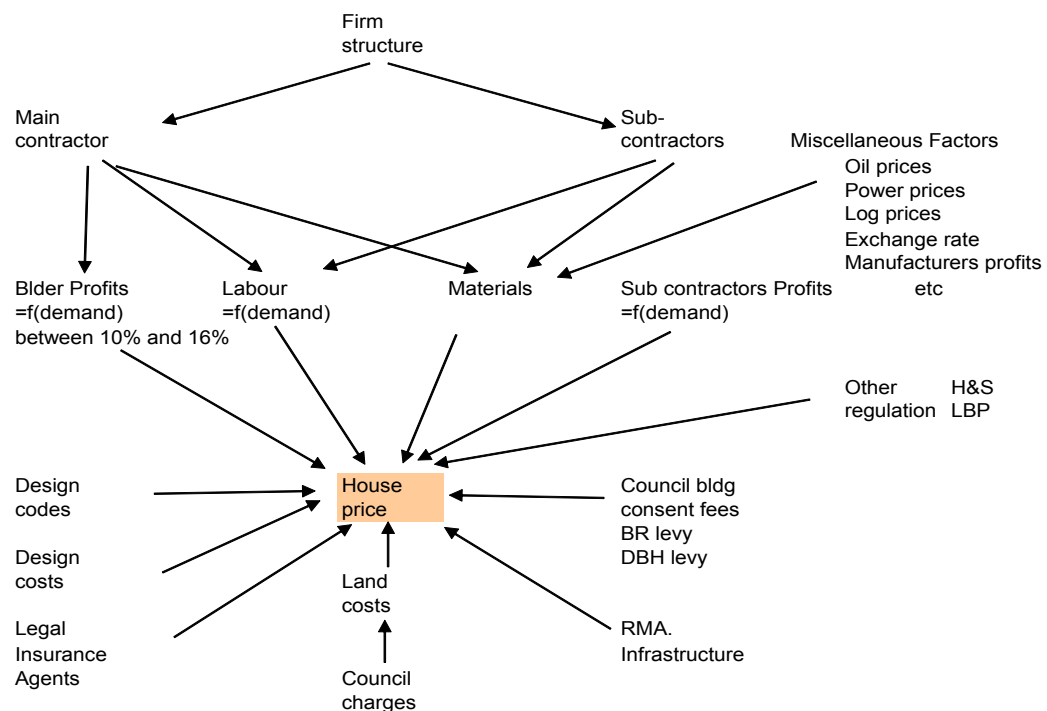 Firm
structure
Main
contractor
Sub-
contractors
Miscellaneous Factors
Oil prices
Power prices
Log prices
Exchange rate
Manufacturers profits
etc
Blder Profits
=f(demand)
between 10% and 16%
Labour
=f(demand)
Materials
Sub contractors Profits
=f(demand)
Other
regulation
H&S
LBP
Design
codes
House
price
Council bldg
consent fees
BR levy
DBH levy
Design
costs
Land
costs
Legal
Insurance
Agents
RMA.
Infrastructure
Council
charges